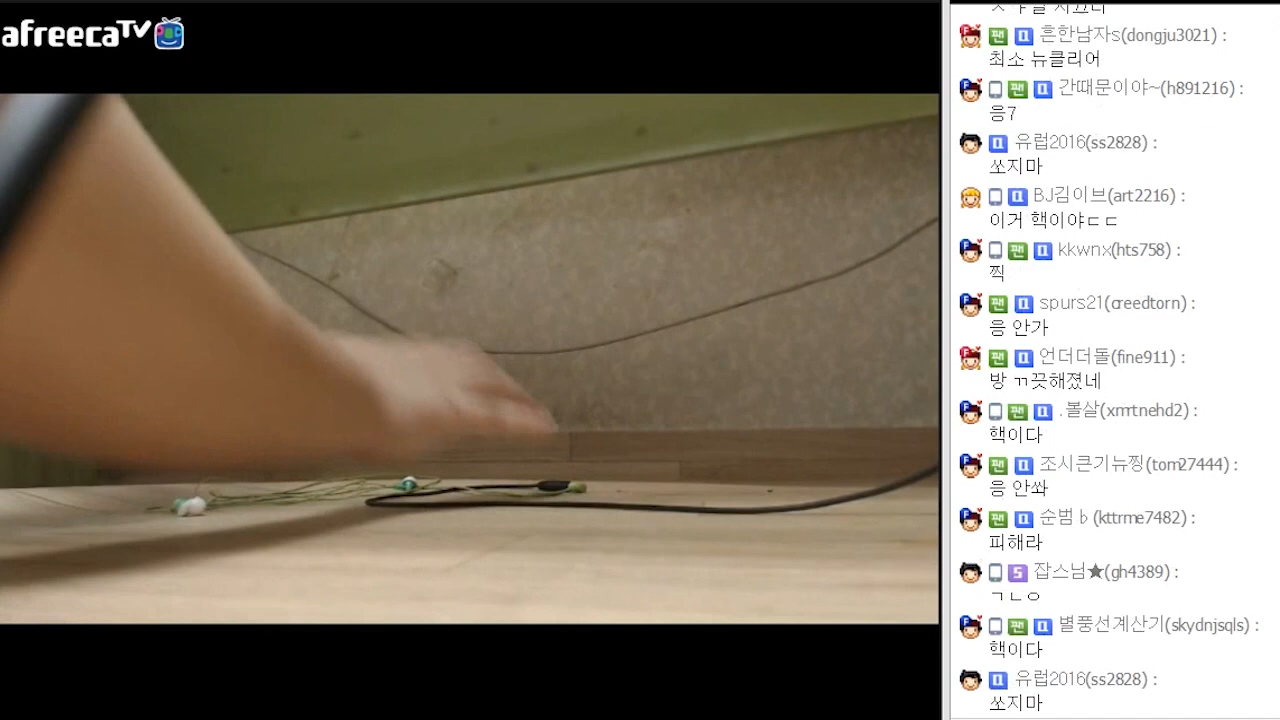 afreecaTV
흔한남자s(dongju3021) :
최소 뉴클리어
간때문이야~(h891216) :
응7
유럽2016(ss2828) :
쏘지마
BJ김이브(art2216) :
이거 핵이야ㄷㄷ
kkwnx(hts758) :
찍
spurs21(creedtorn) :
응 안가
언더더돌(fine911) :
방 ㄲ끗해졌네
.볼살(xmrtnehd2) :
핵이다
조시큰기뉴찡(tom27444) :
응 안쏴
순범♭(kttrme7482) :
피해라
잡스님★(gh4389) :
ㄱㄴㅇ
별풍선계산기(skydnjsqls) :
핵이다
유럽2016(ss2828) :
쏘지마